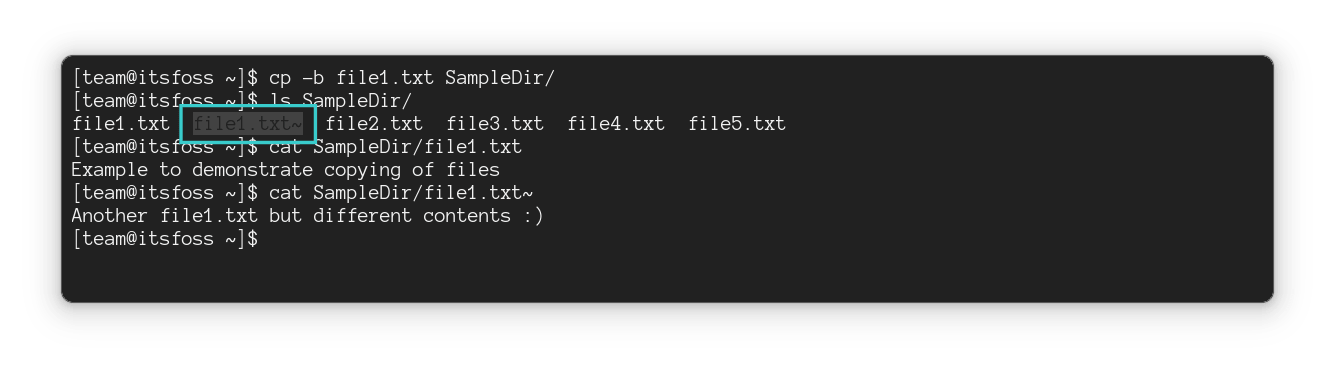 [team@itsfoss ~]$ cp -b file1.txt SampleDir/
[team@itsfoss ~]$ ls SampleDir/
file1.txt  file1.txt~  file2.txt  file3.txt  file4.txt  file5.txt
[team@itsfoss ~]$ cat SampleDir/file1.txt
Example to demonstrate copying of files
[team@itsfoss ~]$ cat SampleDir/file1.txt~
Another file1.txt but different contents :)
[team@itsfoss ~]$